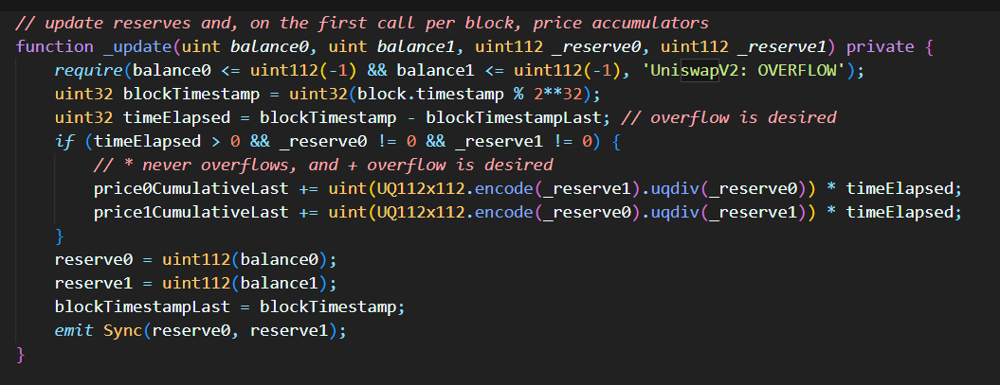 // update reserves and, on the first call per block, price accumulators
function _update(uint balance0, uint balance1, uint112 _reserve0, uint112 _reserve1) private {
    require(balance0 <= uint112(-1) && balance1 <= uint112(-1), 'UniswapV2: OVERFLOW');
    uint32 blockTimestamp = uint32(block.timestamp % 2**32);
    uint32 timeElapsed = blockTimestamp - blockTimestampLast; // overflow is desired
    if (timeElapsed > 0 && _reserve0 != 0 && _reserve1 != 0) {
        // * never overflows, and + overflow is desired
        price0CumulativeLast += uint(UQ112x112.encode(_reserve1).uqdiv(_reserve0)) * timeElapsed;
        price1CumulativeLast += uint(UQ112x112.encode(_reserve0).uqdiv(_reserve1)) * timeElapsed;
    }
    reserve0 = uint112(balance0);
    reserve1 = uint112(balance1);
    blockTimestampLast = blockTimestamp;
    emit Sync(reserve0, reserve1);
}